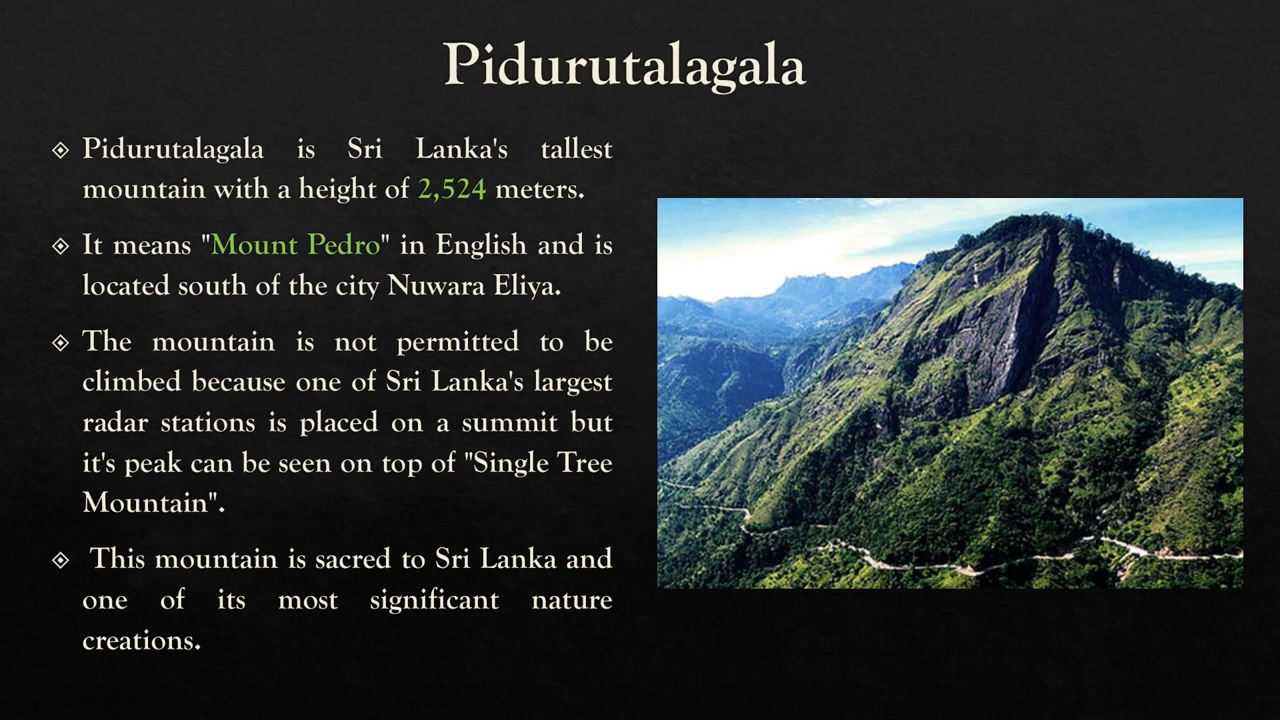 Pidurutalagala
Pidurutalagala is Sri Lanka's tallest
mountain with a height of 2,524 meters.
It means "Mount Pedro" in English and is
located south of the city Nuwara Eliya.
The mountain is not permitted to be
climbed because one of Sri Lanka's largest
radar stations is placed on a summit but
it's peak can be seen on top of "Single Tree
Mountain".
This mountain is sacred to Sri Lanka and
one of its most significant nature
creations.